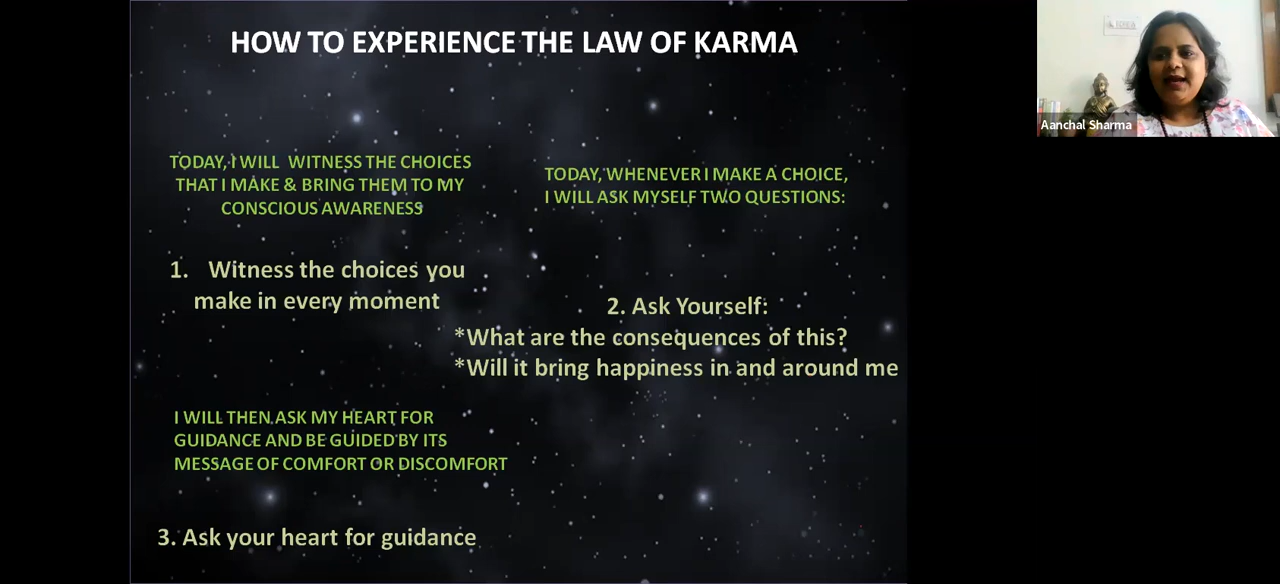 HOW TO EXPERIENCE THE LAW OF KARMA
TODAY, I WILL WITNESS THE CHOICES
THAT I MAKE & BRING THEM TO MY
CONSCIOUS AWARENESS
1. Witness the choices you
make in every moment
TODAY, WHENEVER I MAKE A CHOICE,
I WILL ASK MYSELF TWO QUESTIONS:
2. Ask Yourself:
*What are the consequences of this?
*Will it bring happiness in and around me
I WILL THEN ASK MY HEART FOR
GUIDANCE AND BE GUIDED BY ITS
MESSAGE OF COMFORT OR DISCOMFORT
3. Ask your heart for guidance
Aanchal Sharma